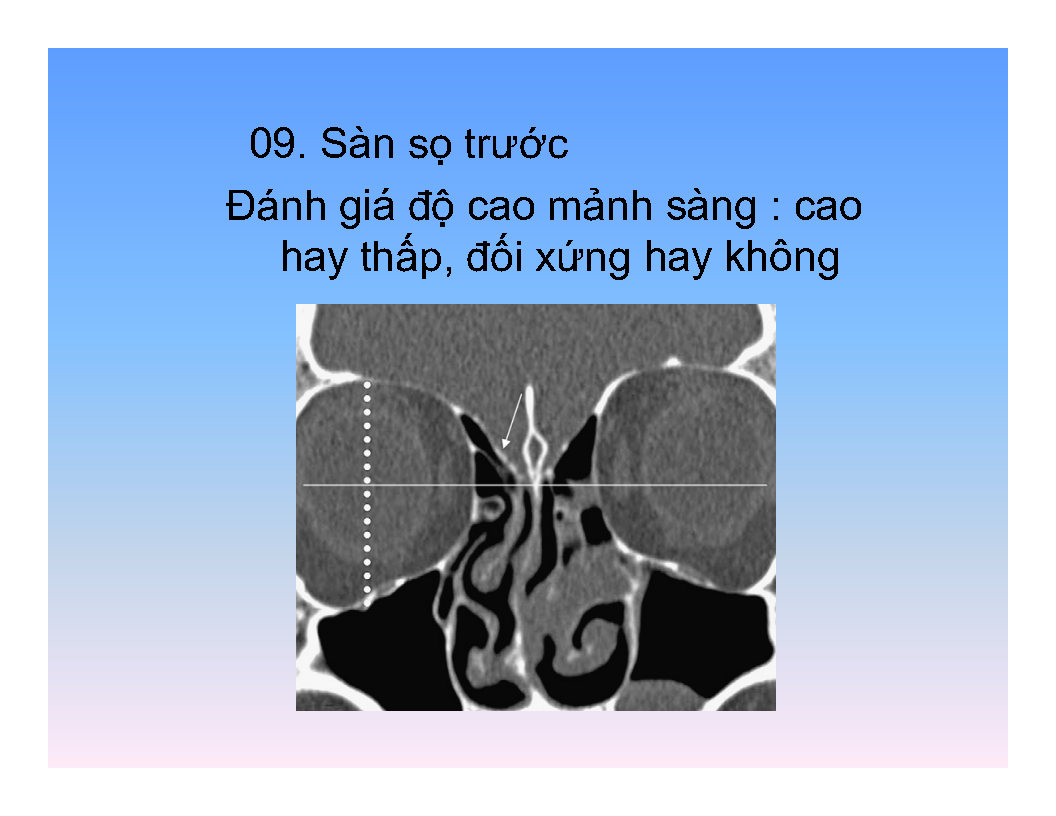 09. Sàn sọ trước
Đánh giá độ cao mảnh sàng : cao
hay thấp, đối xứng hay không